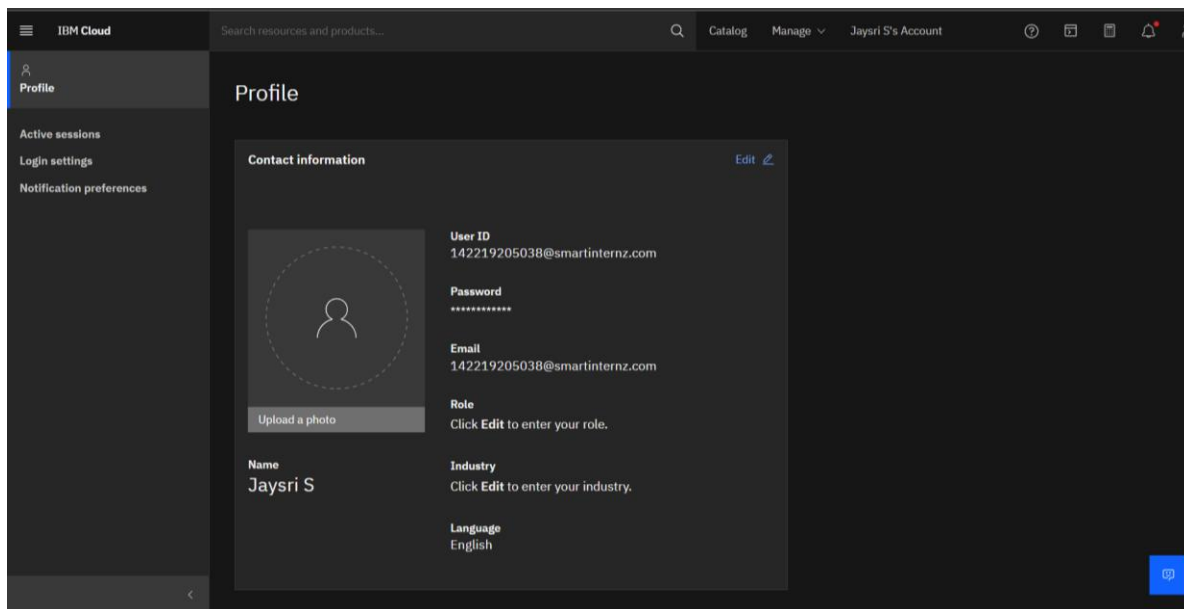 IBM Cloud
Search resources and products...
Catalog
Manage
Jaysri S's Account
Profile
Active sessions
Login settings
Notification preferences
Profile
Contact information
Edit
Upload a photo
Name
Jaysri S
User ID
142219205038@smartinternz.com
Password
************
Email
142219205038@smartinternz.com
Role
Click Edit to enter your role.
Industry
Click Edit to enter your industry.
Language
English